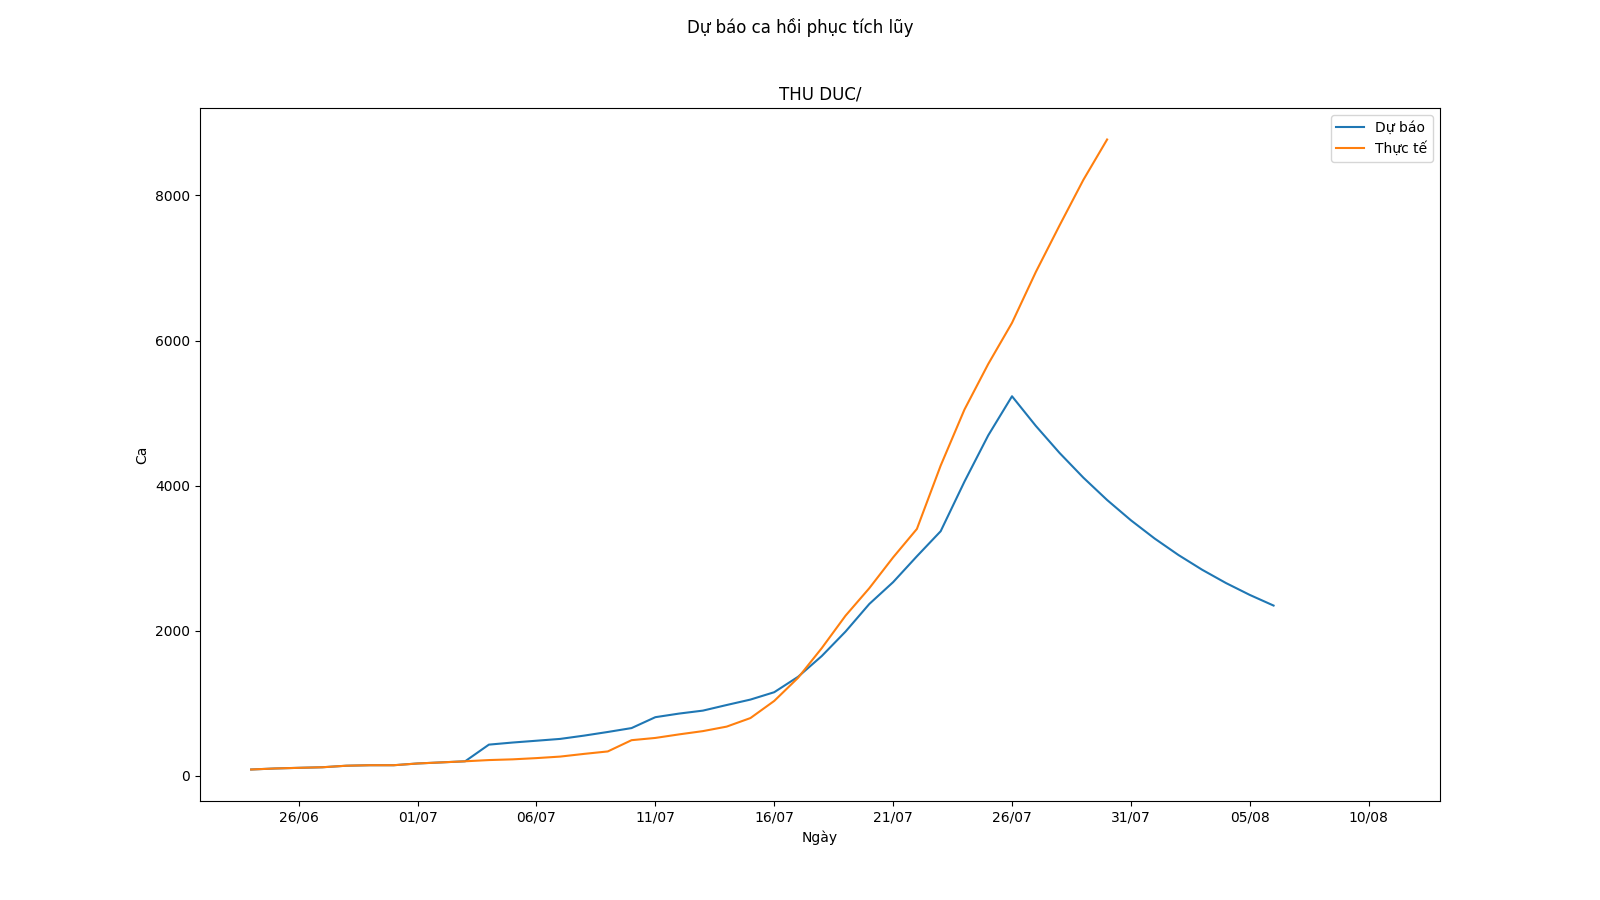 Dự báo ca hồi phục tích lũy
THU DUC/
Dự báo
Thực tế
8000
6000
4000
2000
0
Ca
26/06 01/07 06/07 11/07 16/07 21/07 26/07 31/07 05/08 10/08
Ngày